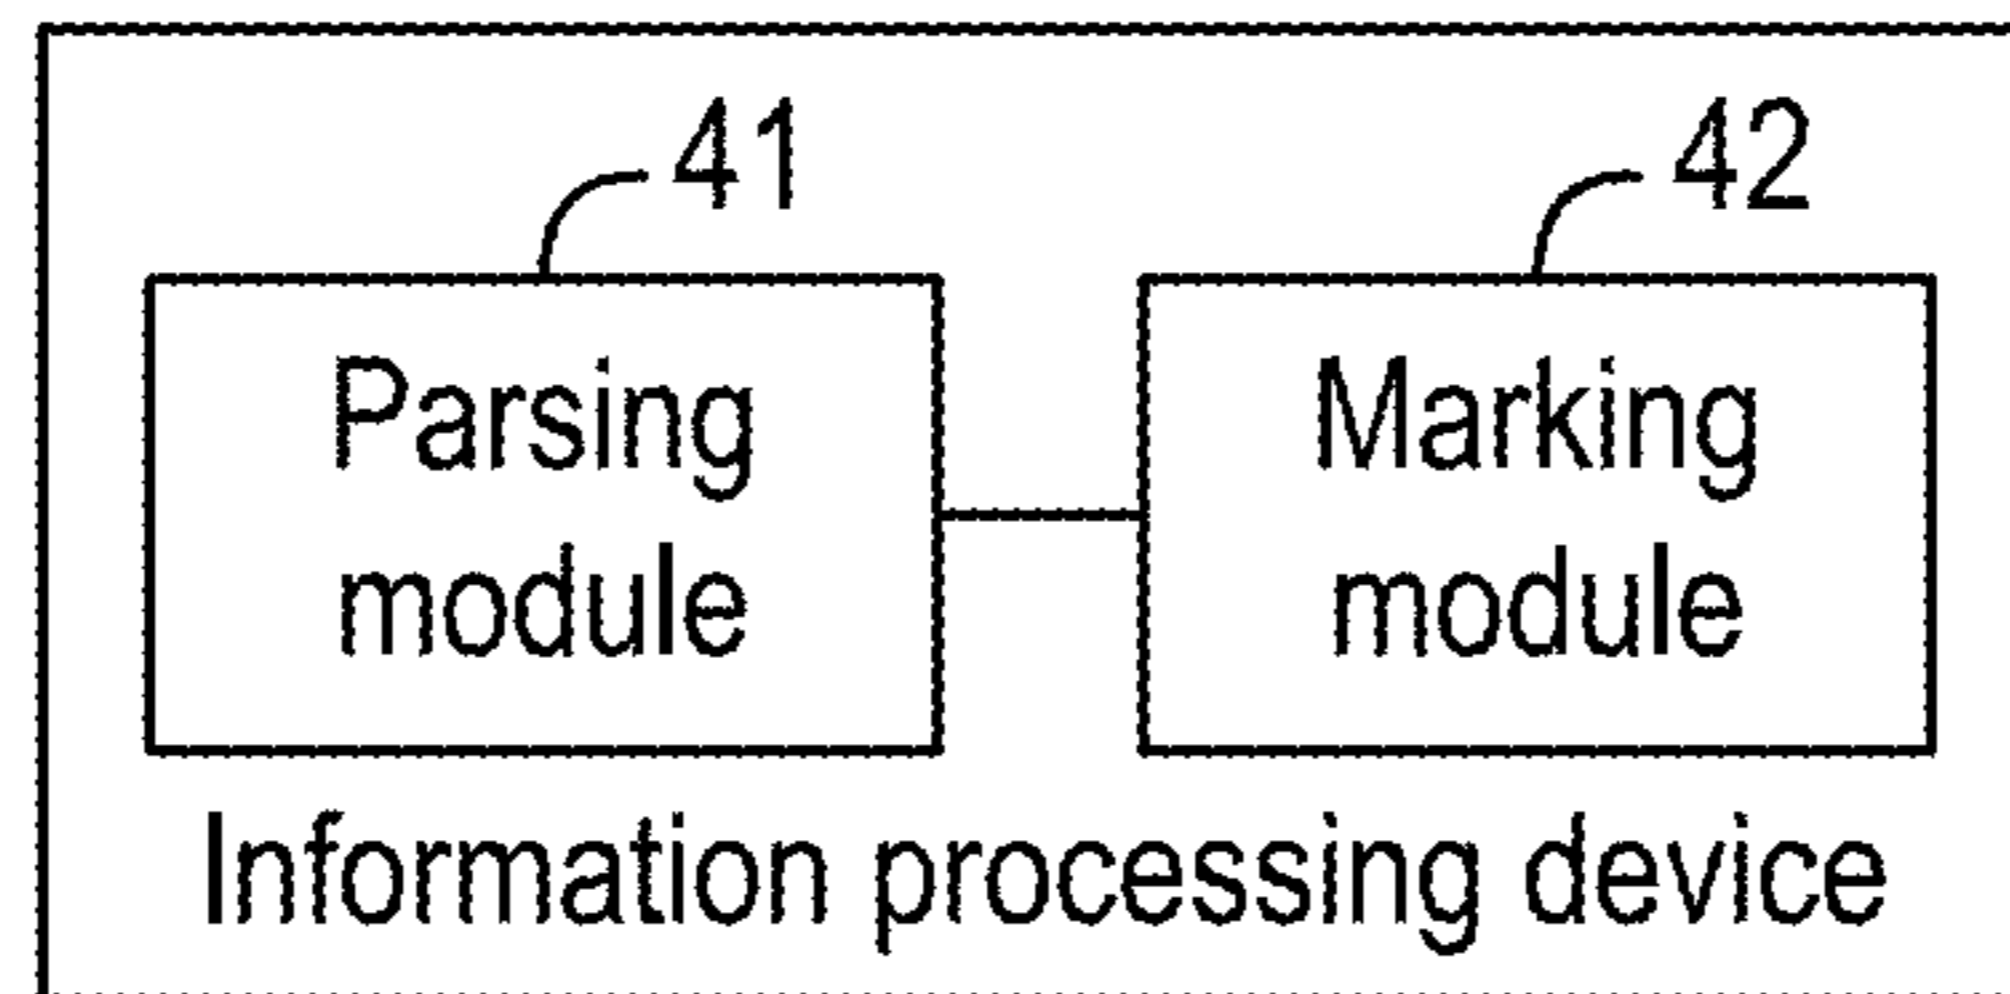 41
42
Parsing
module
Marking
module
Information processing device